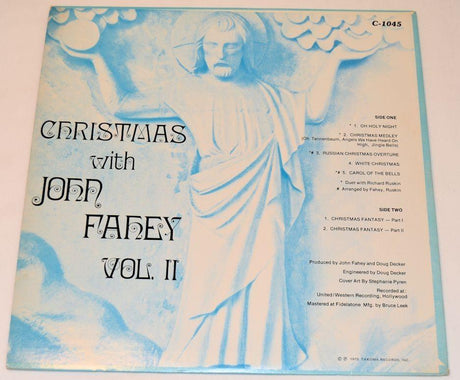 C-1045
CHRISTMAS
with
JOHN
FAHEY
VOL. II
SIDE ONE
* 1. OH HOLY NIGHT
* 2. CHRISTMAS MEDLEY
(Oh Tannenbaum, Angels We Have Heard On
High, Jingle Bells)
*# 3. RUSSIAN CHRISTMAS OVERTURE
4. WHITE CHRISTMAS
*# 5. CAROL OF THE BELLS
* Duet with Richard Ruskin
# Arranged by Fahey, Ruskin
SIDE TWO
1. CHRISTMAS FANTASY — Part I
2. CHRISTMAS FANTASY — Part II
Produced by John Fahey and Doug Decker
Engineered by Doug Decker
Cover Art By Stephanie Pyren
Recorded at:
United/Western Recording, Hollywood
Mastered at Fidelatone: Mfg. by Bruce Leek
© ℗ 1975 TAKOMA RECORDS, INC.